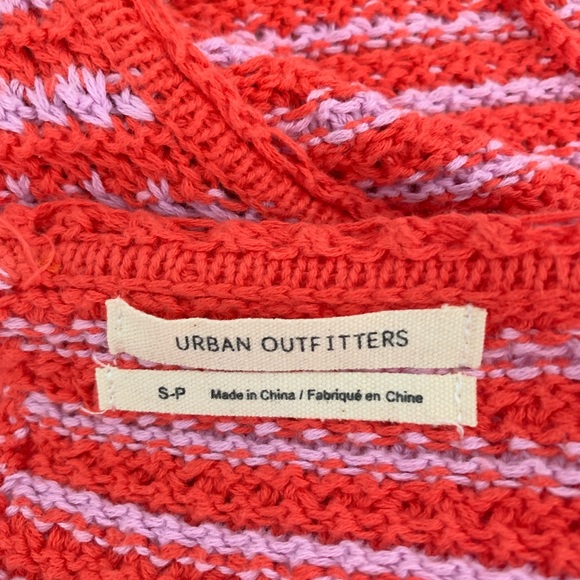 URBAN OUTFITTERS
S-P Made in China / Fabriqué en Chine